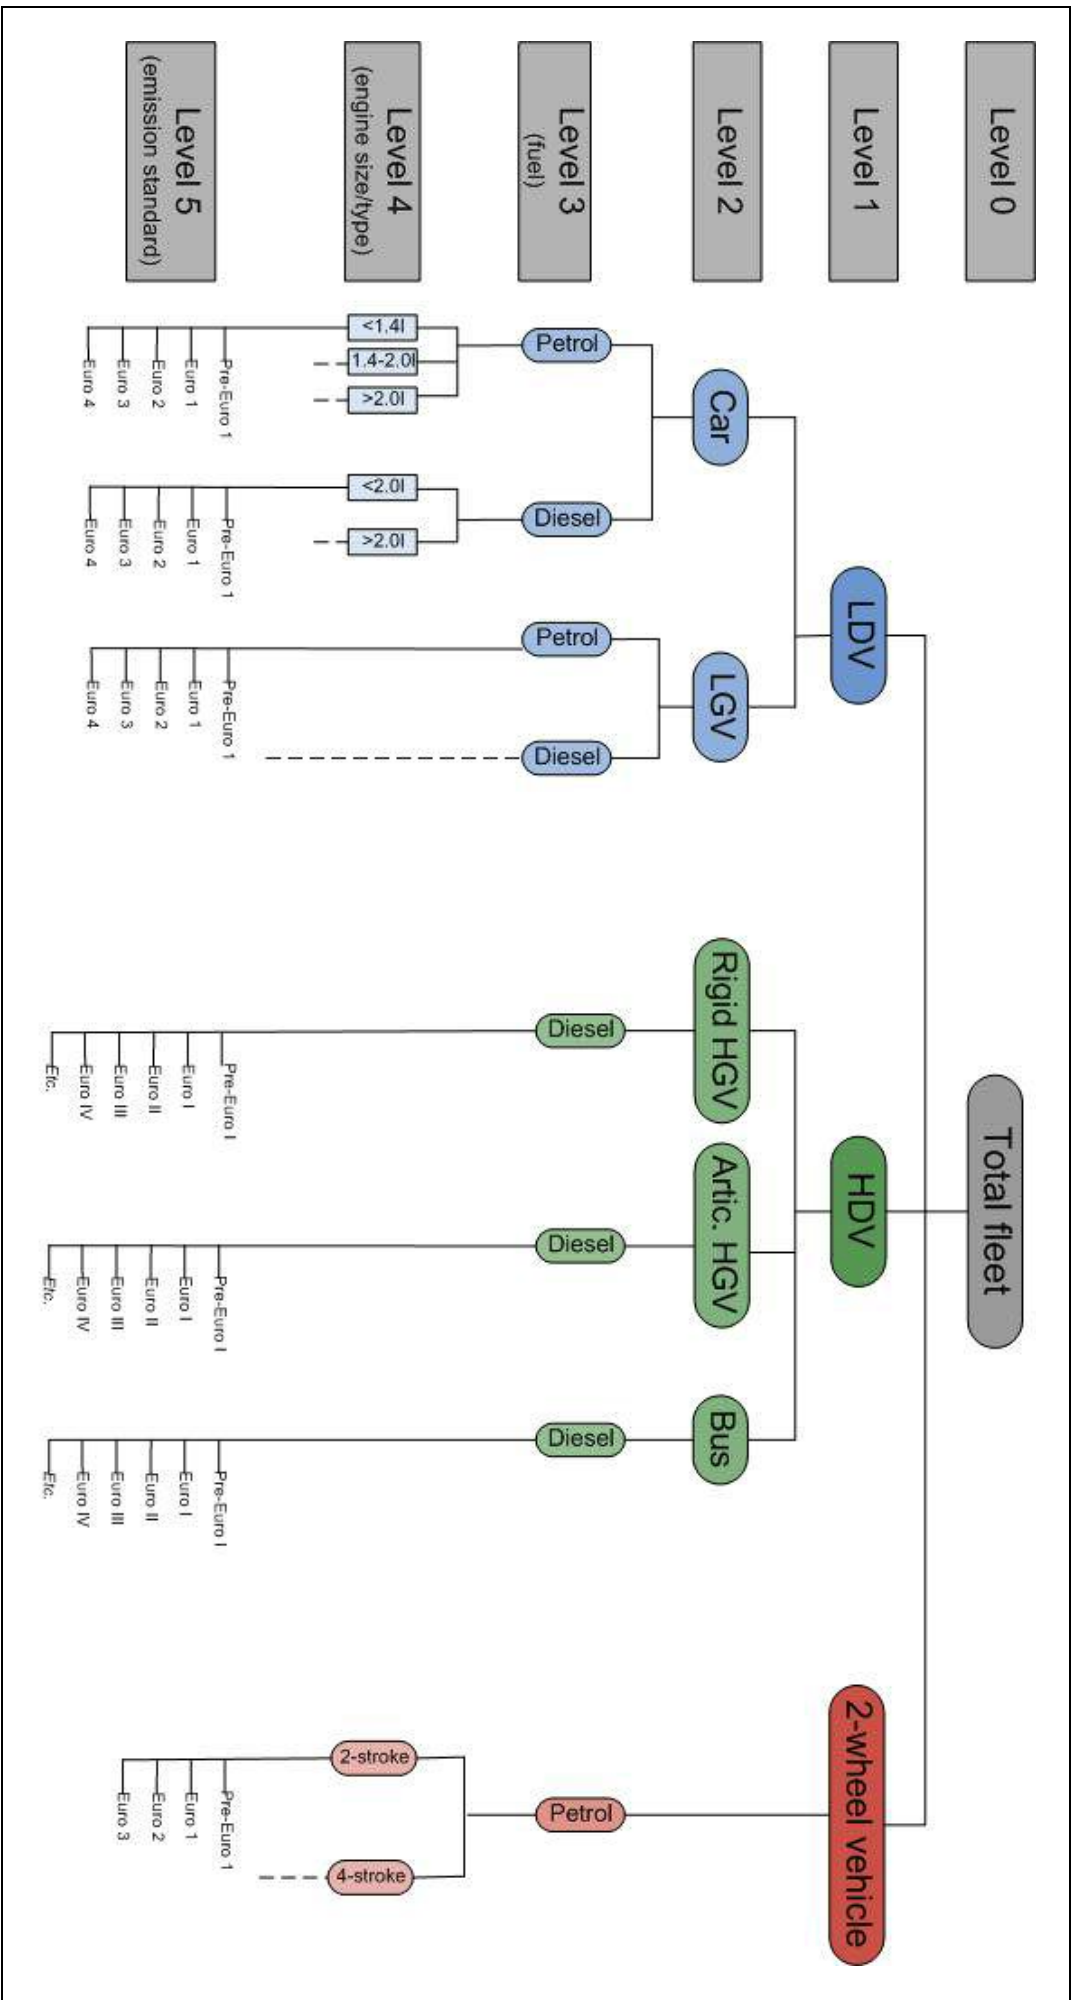 Level 0
Level 1
Level 2
Level 3
(fuel)
Level 4
(engine size/type)
Level 5
(emission standard)
Total fleet
LDV
HDV
2-wheel vehicle
Car
LGV
Rigid HGV
Artic. HGV
Bus
Petrol
Diesel
Petrol
Diesel
Diesel
Diesel
Diesel
Petrol
<1.4l
1.4-2.0l
>2.0l
<2.0l
>2.0l
2-stroke
4-stroke
Pre-Euro 1
Euro 1
Euro 2
Euro 3
Euro 4
Pre-Euro 1
Euro 1
Euro 2
Euro 3
Euro 4
Pre-Euro 1
Euro 1
Euro 2
Euro 3
Euro 4
Pre-Euro I
Euro I
Euro II
Euro III
Euro IV
Etc.
Pre-Euro I
Euro I
Euro II
Euro III
Euro IV
Etc.
Pre-Euro I
Euro I
Euro II
Euro III
Euro IV
Etc.
Pre-Euro 1
Euro 1
Euro 2
Euro 3